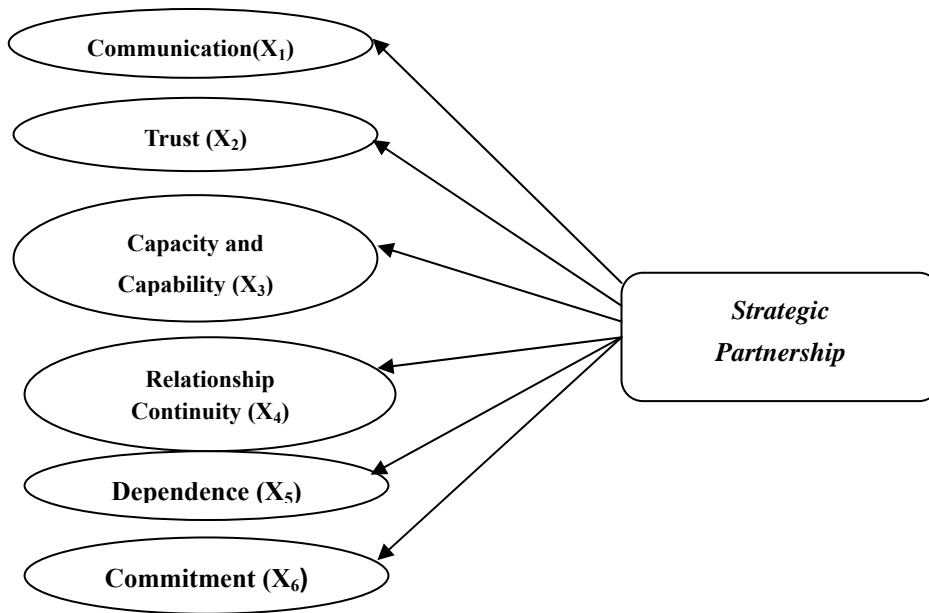 Communication(X₁)
Trust (X₂)
Capacity and
Capability (X₃)
Relationship
Continuity (X₄)
Dependence (X₅)
Commitment (X₆)
Strategic
Partnership